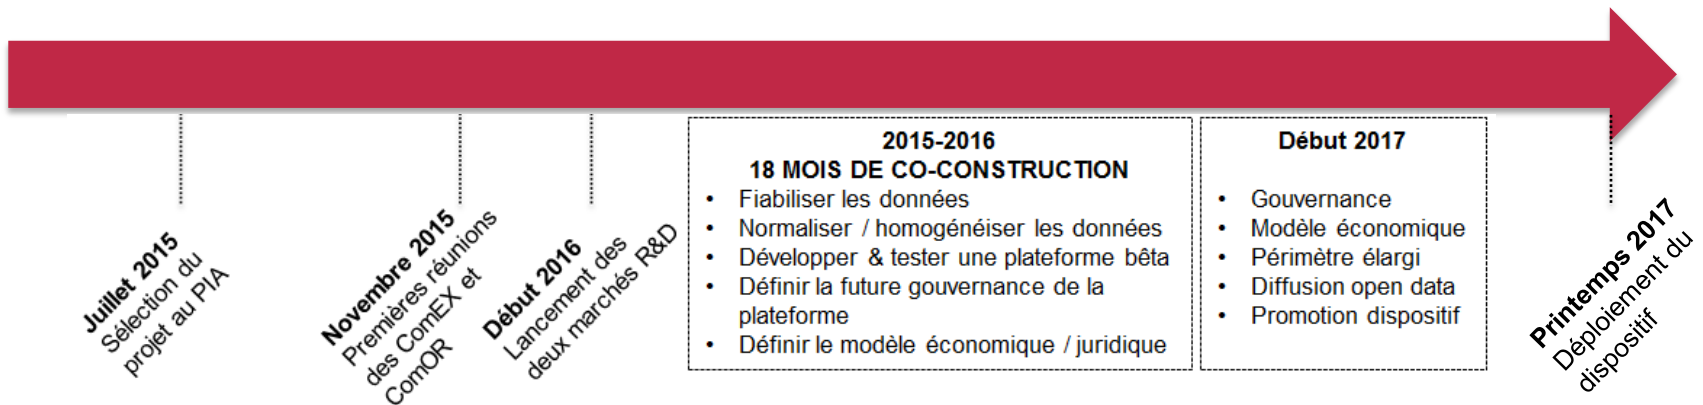 Juillet 2015
Sélection du
projet au PIA
Novembre 2015
Premières réunions
des ComEX et
ComOR
Début 2016
Lancement des
deux marchés R&D
2015-2016
18 MOIS DE CO-CONSTRUCTION
• Fiabiliser les données
• Normaliser / homogénéiser les données
• Développer & tester une plateforme bêta
• Définir la future gouvernance de la
plateforme
• Définir le modèle économique / juridique
Début 2017
• Gouvernance
• Modèle économique
• Périmètre élargi
• Diffusion open data
• Promotion dispositif
Printemps 2017
Déploiement du
dispositif